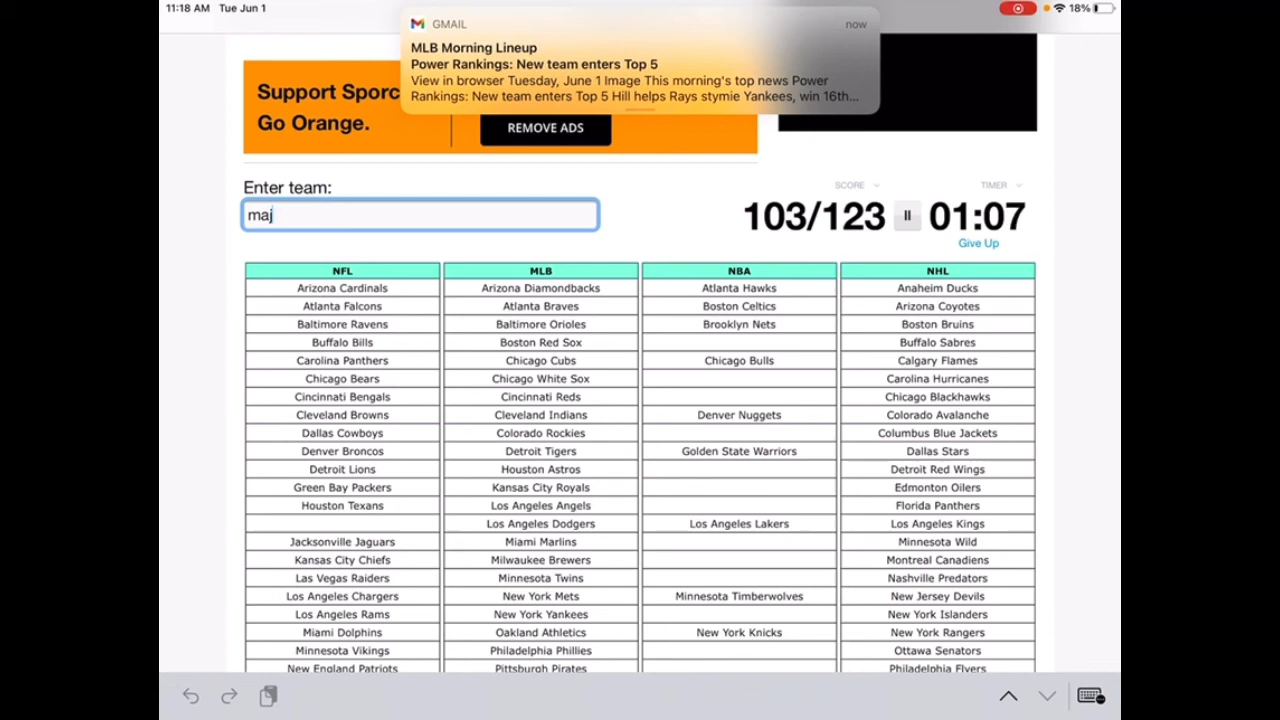 11:18 AM Tue Jun 1
18%
GMAIL
now
MLB Morning Lineup
Power Rankings: New team enters Top 5
View in browser Tuesday, June 1 Image This morning's top news Power
Rankings: New team enters Top 5 Hill helps Rays stymie Yankees, win 16th...
Support Sporc
Go Orange.
REMOVE ADS
Enter team:
maj
SCORE
TIMER
103/123
01:07
Give Up
NFL MLB NBA NHL
Arizona Cardinals Arizona Diamondbacks Atlanta Hawks Anaheim Ducks
Atlanta Falcons Atlanta Braves Boston Celtics Arizona Coyotes
Baltimore Ravens Baltimore Orioles Brooklyn Nets Boston Bruins
Buffalo Bills Boston Red Sox Buffalo Sabres
Carolina Panthers Chicago Cubs Chicago Bulls Calgary Flames
Chicago Bears Chicago White Sox Carolina Hurricanes
Cincinnati Bengals Cincinnati Reds Chicago Blackhawks
Cleveland Browns Cleveland Indians Denver Nuggets Colorado Avalanche
Dallas Cowboys Colorado Rockies Columbus Blue Jackets
Denver Broncos Detroit Tigers Golden State Warriors Dallas Stars
Detroit Lions Houston Astros Detroit Red Wings
Green Bay Packers Kansas City Royals Edmonton Oilers
Houston Texans Los Angeles Angels Florida Panthers
Los Angeles Dodgers Los Angeles Lakers Los Angeles Kings
Jacksonville Jaguars Miami Marlins Minnesota Wild
Kansas City Chiefs Milwaukee Brewers Montreal Canadiens
Las Vegas Raiders Minnesota Twins Nashville Predators
Los Angeles Chargers New York Mets Minnesota Timberwolves New Jersey Devils
Los Angeles Rams New York Yankees New York Islanders
Miami Dolphins Oakland Athletics New York Knicks New York Rangers
Minnesota Vikings Philadelphia Phillies Ottawa Senators
New England Patriots Pittsburgh Pirates Philadelphia Flyers